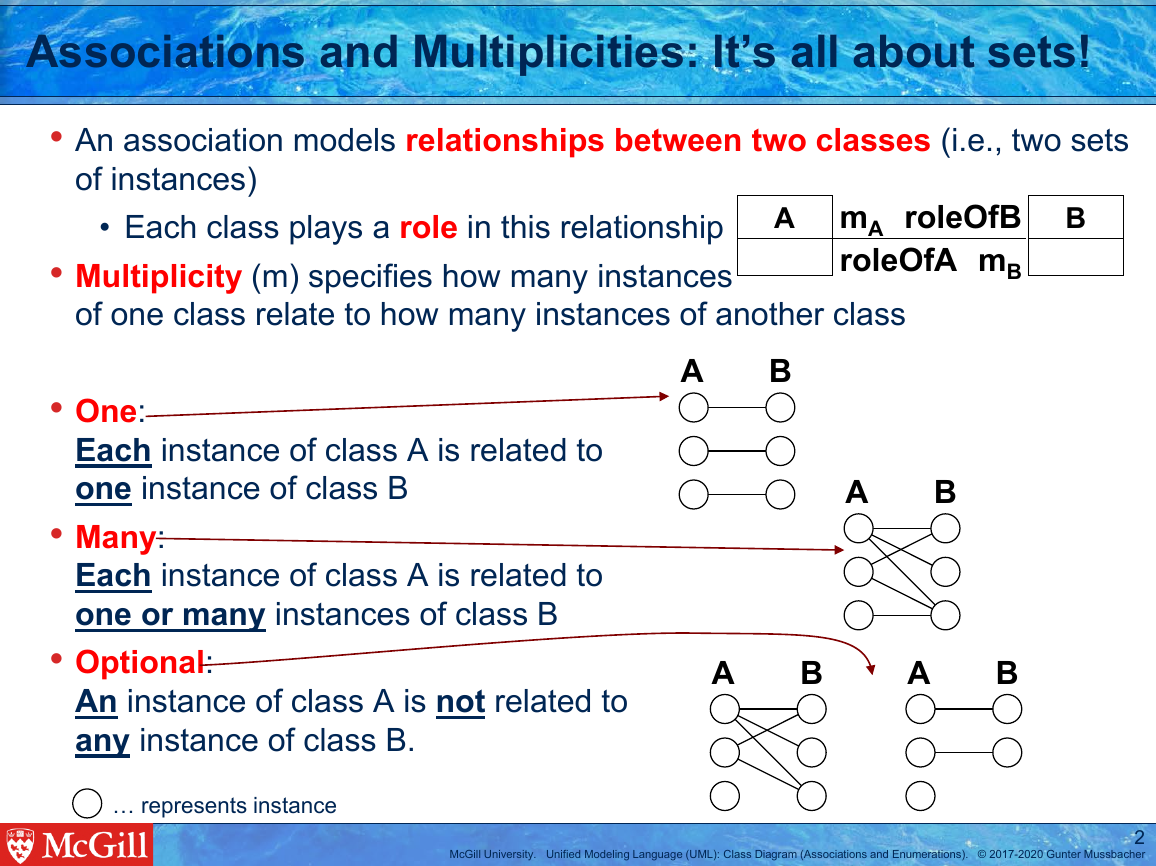 Associations and Multiplicities: It’s all about sets!
• An association models relationships between two classes (i.e., two sets
of instances)
• Each class plays a role in this relationship
A mA roleOfB B
roleOfA mB
• Multiplicity (m) specifies how many instances
of one class relate to how many instances of another class
A B
• One:
Each instance of class A is related to
one instance of class B
A B
• Many:
Each instance of class A is related to
one or many instances of class B
• Optional:
A B A B
An instance of class A is not related to
any instance of class B.
… represents instance
McGill
2
McGill University. Unified Modeling Language (UML): Class Diagram (Associations and Enumerations). © 2017-2020 Gunter Mussbacher